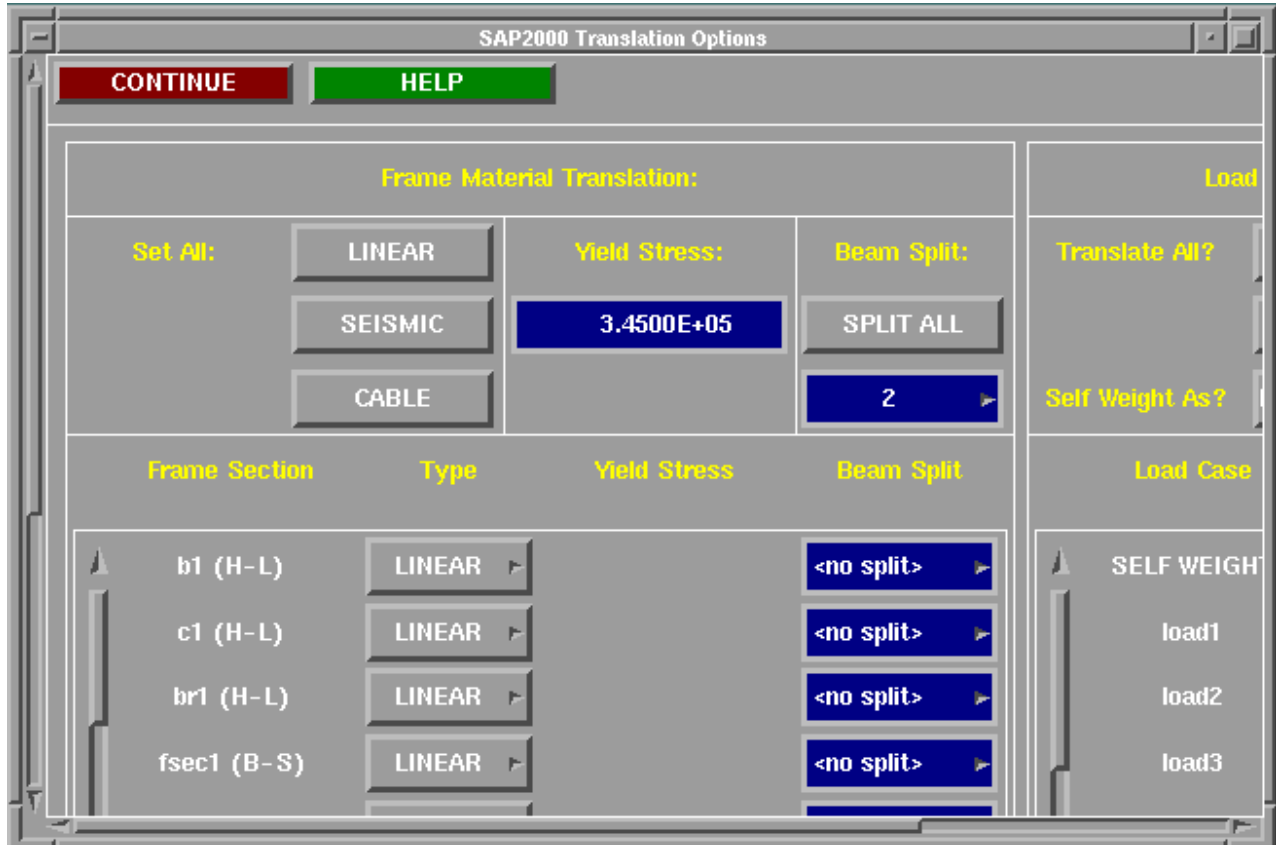 SAP2000 Translation Options
CONTINUE HELP
Frame Material Translation: Load
Set All: LINEAR Yield Stress: Beam Split: Translate All?
SEISMIC 3.4500E+05 SPLIT ALL
CABLE 2 Self Weight As?
Frame Section Type Yield Stress Beam Split Load Case
b1 (H-L) LINEAR <no split> SELF WEIGHT
c1 (H-L) LINEAR <no split> load1
br1 (H-L) LINEAR <no split> load2
fsec1 (B-S) LINEAR <no split> load3